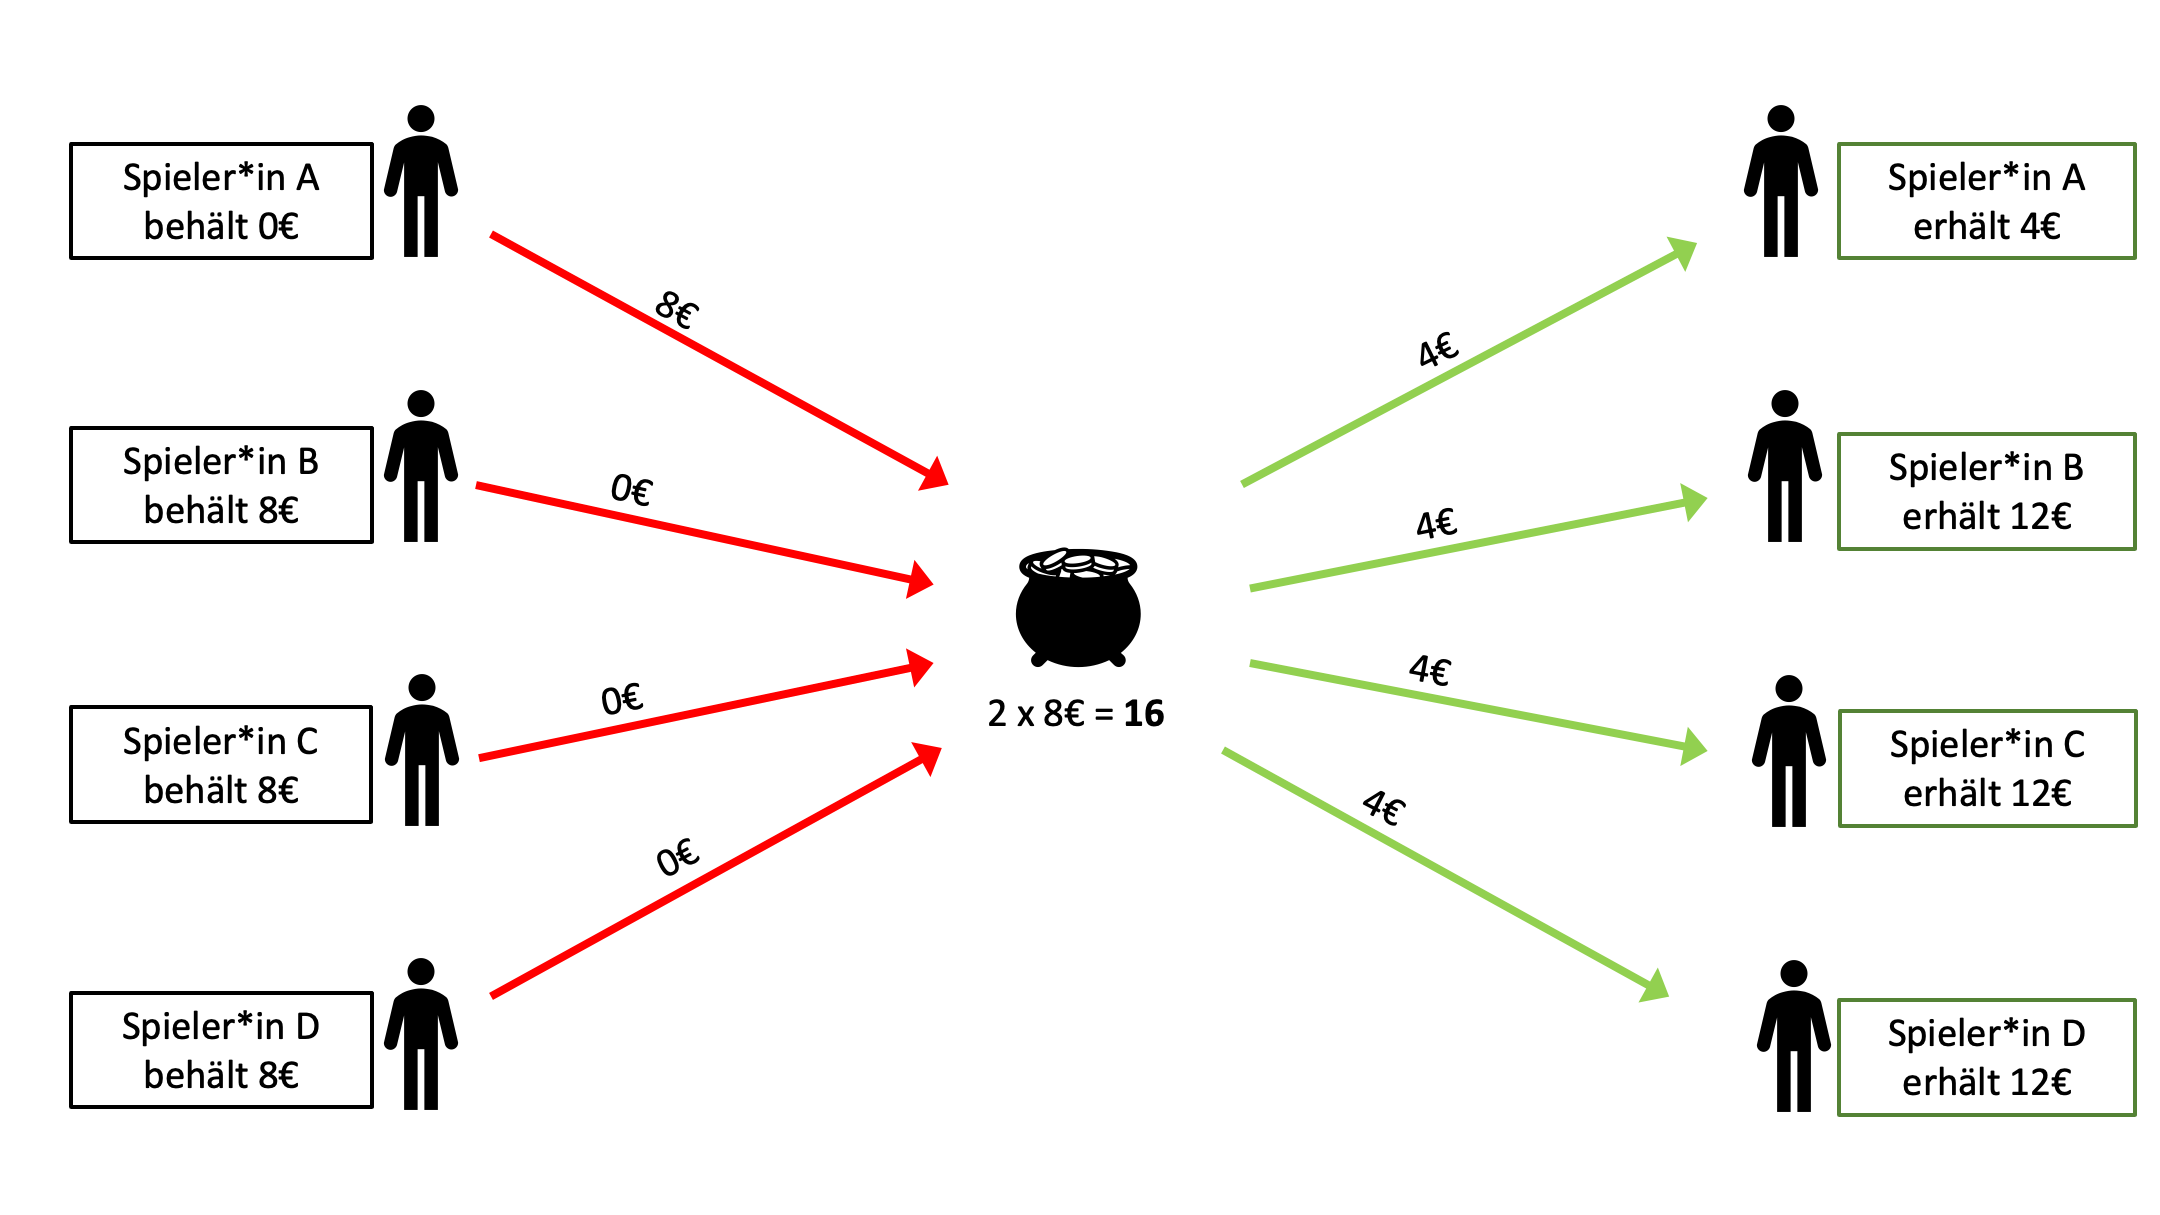 Spieler*in A
behält 0€
8€
Spieler*in B
behält 8€
0€
Spieler*in C
behält 8€
0€
Spieler*in D
behält 8€
0€
2 x 8€ = 16
4€
Spieler*in A
erhält 4€
4€
Spieler*in B
erhält 12€
4€
Spieler*in C
erhält 12€
4€
Spieler*in D
erhält 12€